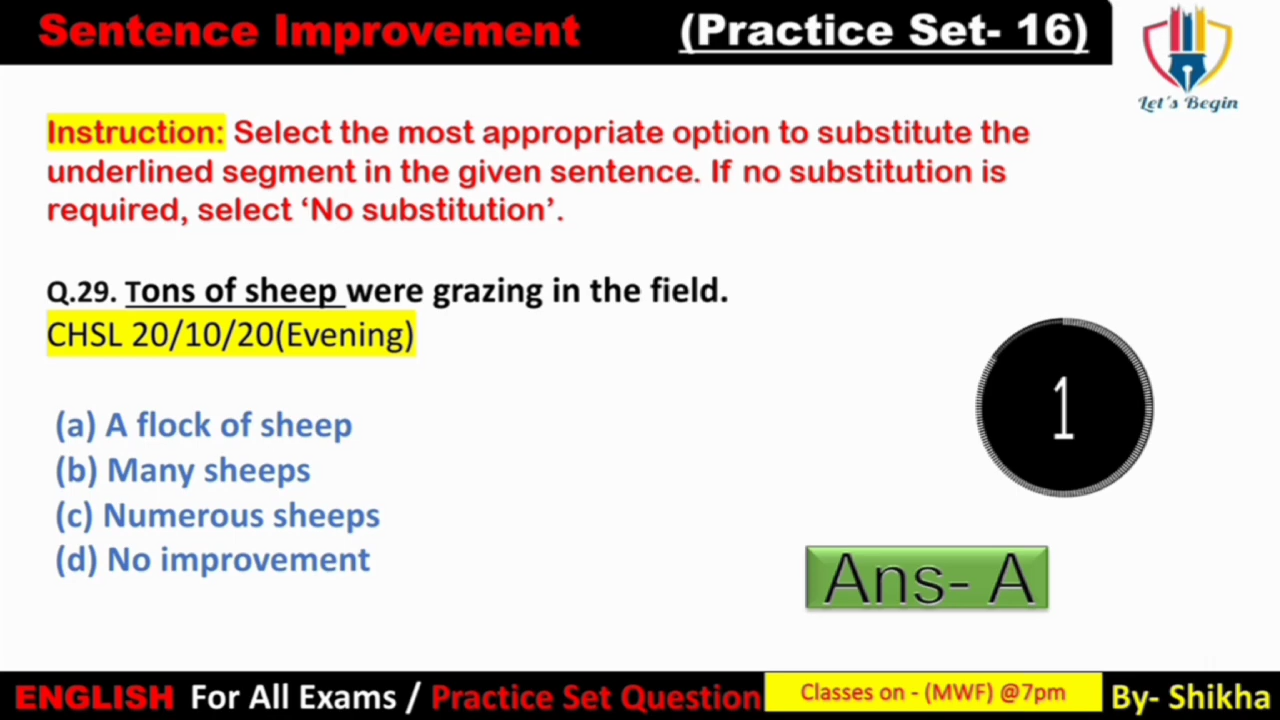 Sentence Improvement (Practice Set- 16)
Let's Begin
Instruction: Select the most appropriate option to substitute the
underlined segment in the given sentence. If no substitution is
required, select ‘No substitution’.
Q.29. Tons of sheep were grazing in the field.
CHSL 20/10/20(Evening)
1
(a) A flock of sheep
(b) Many sheeps
(c) Numerous sheeps
(d) No improvement
Ans- A
ENGLISH For All Exams / Practice Set Question Classes on - (MWF) @7pm By- Shikha